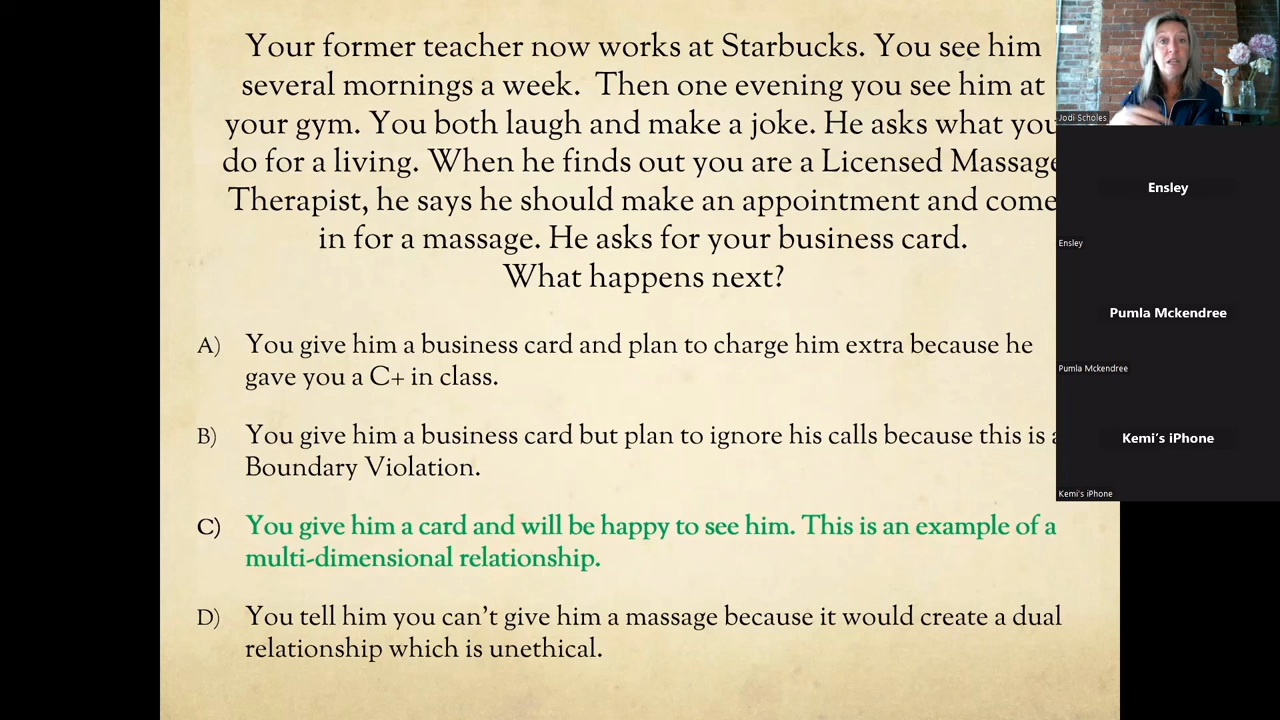 Your former teacher now works at Starbucks. You see him
several mornings a week. Then one evening you see him at
your gym. You both laugh and make a joke. He asks what you
do for a living. When he finds out you are a Licensed Massage
Therapist, he says he should make an appointment and come
in for a massage. He asks for your business card.
What happens next?
A) You give him a business card and plan to charge him extra because he
gave you a C+ in class.
B) You give him a business card but plan to ignore his calls because this is a
Boundary Violation.
C) You give him a card and will be happy to see him. This is an example of a
multi-dimensional relationship.
D) You tell him you can't give him a massage because it would create a dual
relationship which is unethical.
Jodi Scholes
Ensley
Ensley
Pumla Mckendree
Pumla Mckendree
Kemi's iPhone
Kemi's iPhone